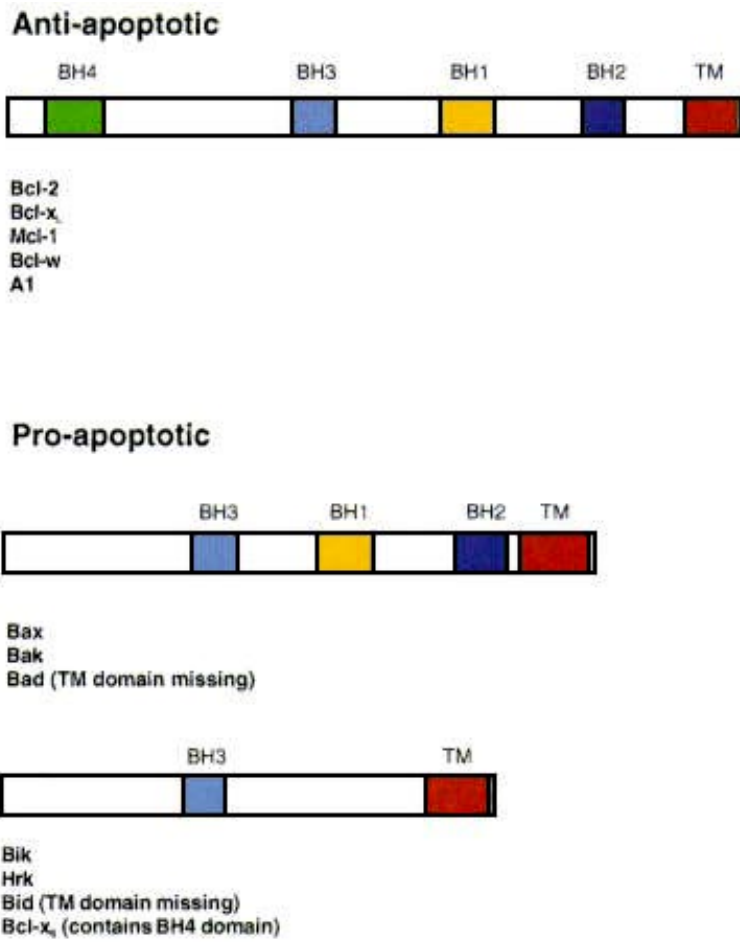 Anti-apoptotic
BH4 BH3 BH1 BH2 TM
Bcl-2
Bcl-xL
Mcl-1
Bcl-w
A1
Pro-apoptotic
BH3 BH1 BH2 TM
Bax
Bak
Bad (TM domain missing)
BH3 TM
Bik
Hrk
Bid (TM domain missing)
Bcl-xs (contains BH4 domain)